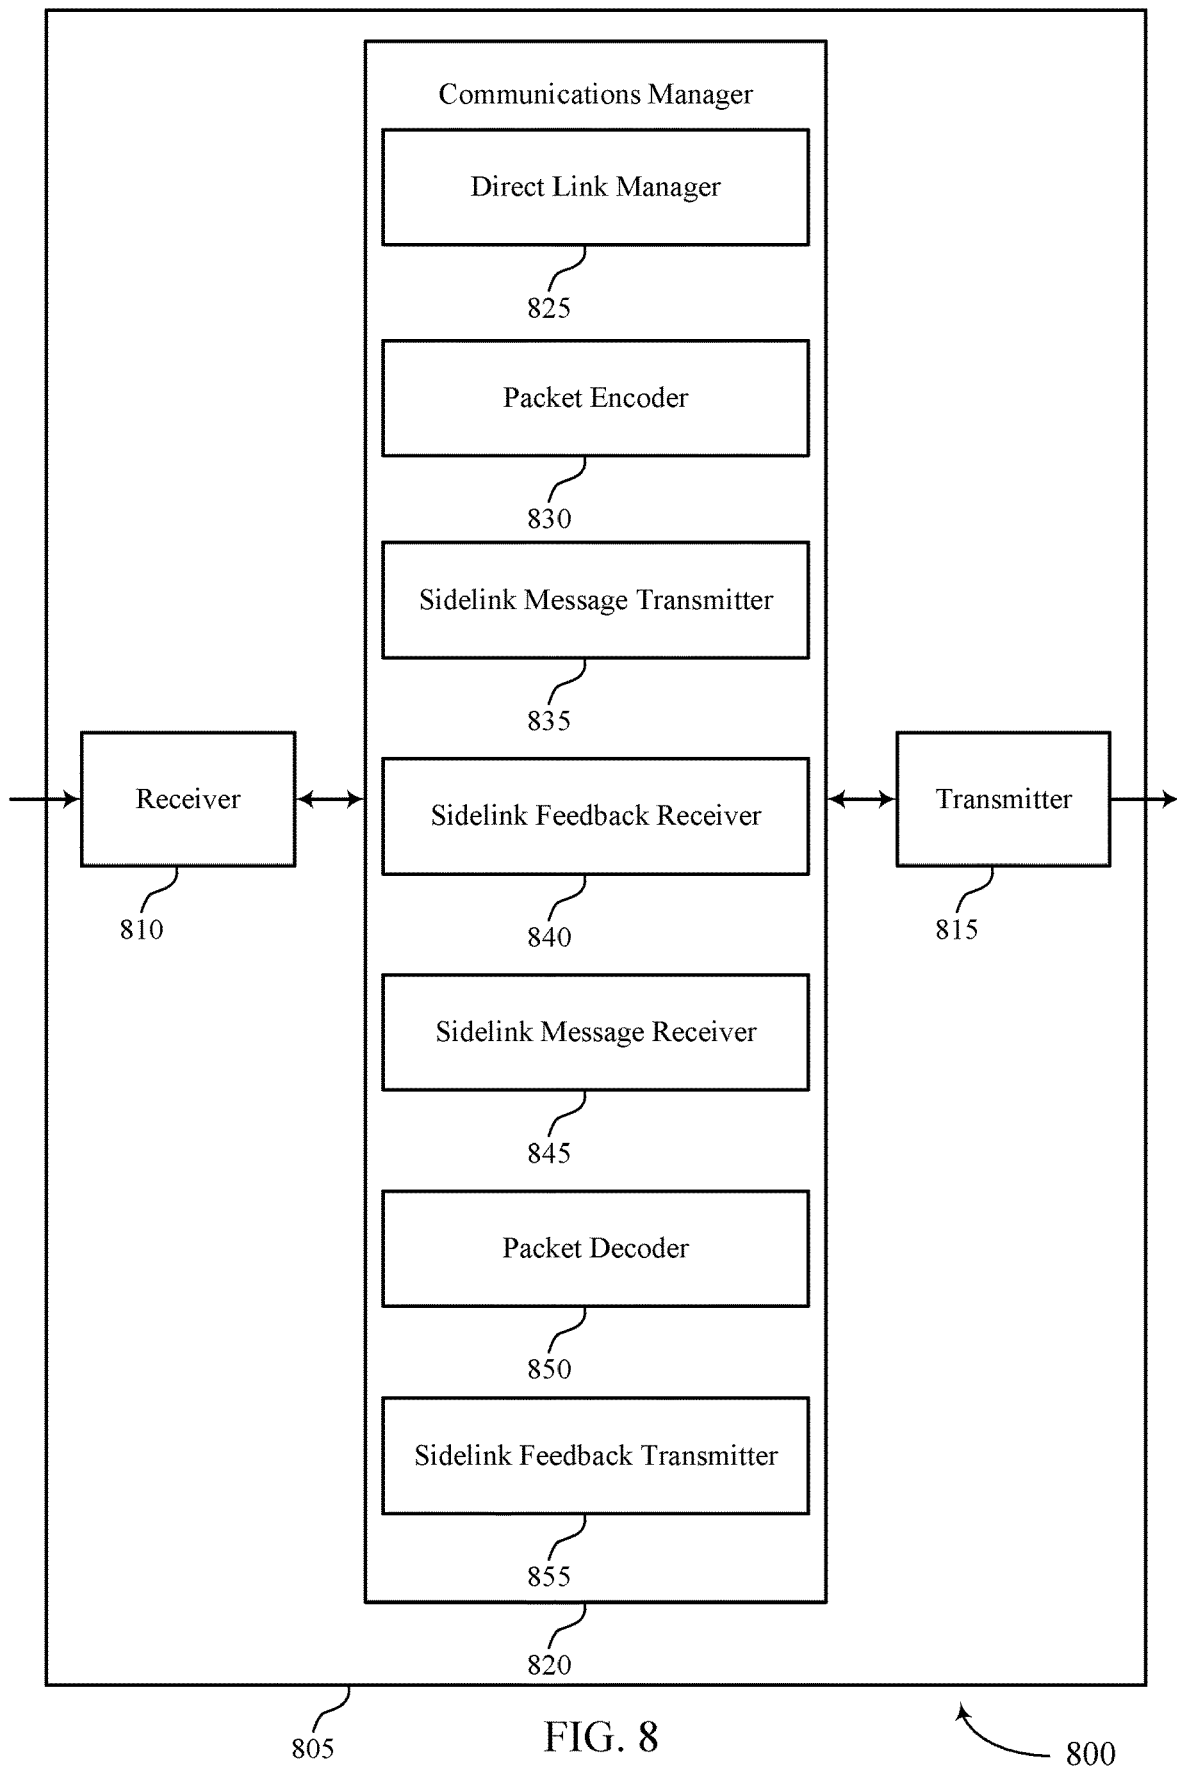 Communications Manager
Direct Link Manager
825
Packet Encoder
830
Sidelink Message Transmitter
835
Receiver
810
Sidelink Feedback Receiver
840
Transmitter
815
Sidelink Message Receiver
845
Packet Decoder
850
Sidelink Feedback Transmitter
855
820
805
FIG. 8
800